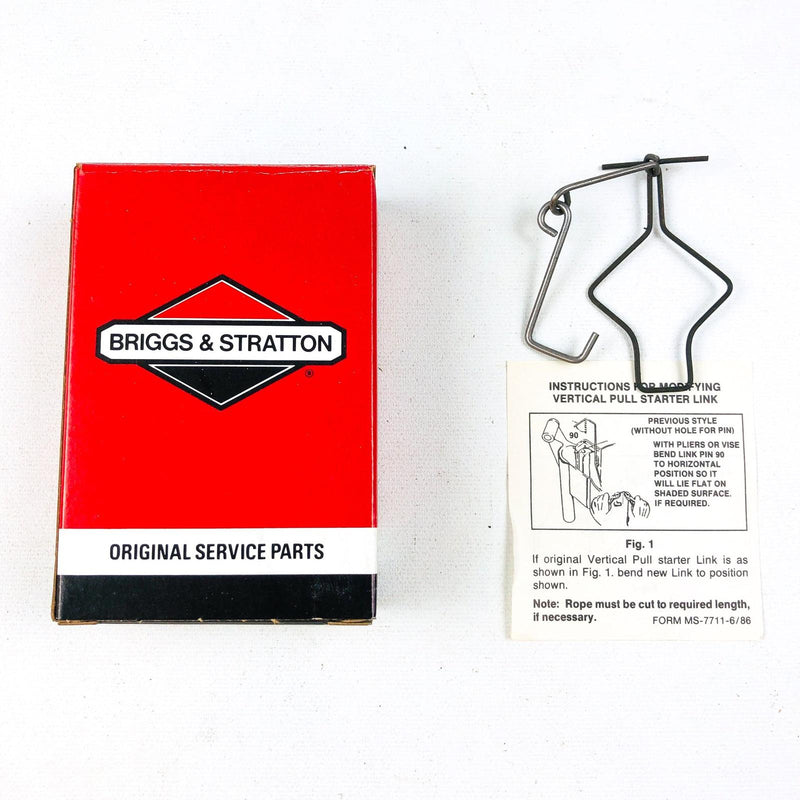 BRIGGS & STRATTON
®
ORIGINAL SERVICE PARTS
INSTRUCTIONS FOR MODIFYING
VERTICAL PULL STARTER LINK
90
PREVIOUS STYLE
(WITHOUT HOLE FOR PIN)
WITH PLIERS OR VISE
BEND LINK PIN 90
TO HORIZONTAL
POSITION SO IT
WILL LIE FLAT ON
SHADED SURFACE.
IF REQUIRED.
Fig. 1
If original Vertical Pull starter Link is as
shown in Fig. 1. bend new Link to position
shown.
Note: Rope must be cut to required length,
if necessary.
FORM MS-7711-6/86